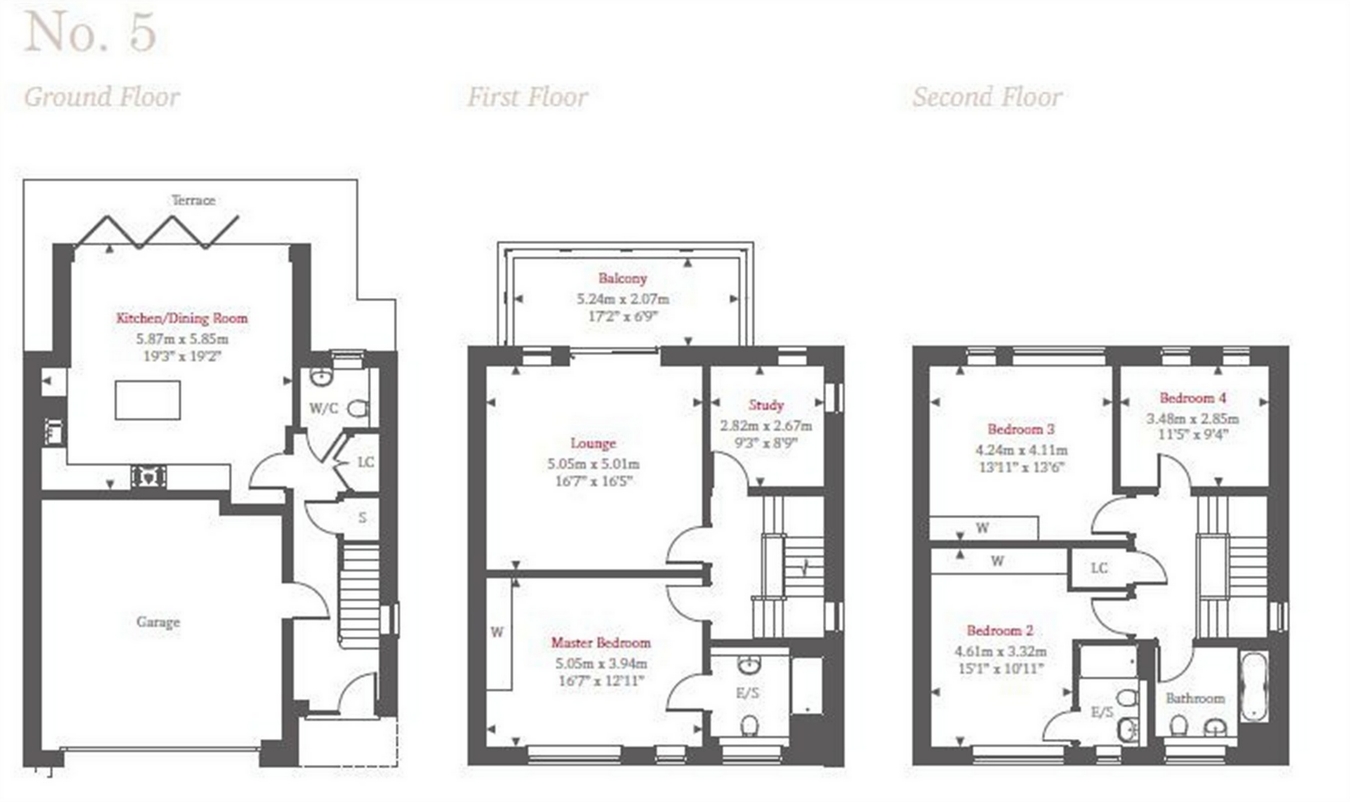 No. 5
Ground Floor
First Floor
Second Floor
Terrace
Kitchen/Dining Room
5.87m x 5.85m
19'3" x 19'2"
W/C
LC
S
Garage
Balcony
5.24m x 2.07m
17'2" x 6'9"
Lounge
5.05m x 5.01m
16'7" x 16'5"
Study
2.82m x 2.67m
9'3" x 8'9"
W
Master Bedroom
5.05m x 3.94m
16'7" x 12'11"
E/S
Bedroom 3
4.24m x 4.11m
13'11" x 13'6"
W
Bedroom 4
3.48m x 2.85m
11'5" x 9'4"
W
LC
Bedroom 2
4.61m x 3.32m
15'1" x 10'11"
E/S
Bathroom